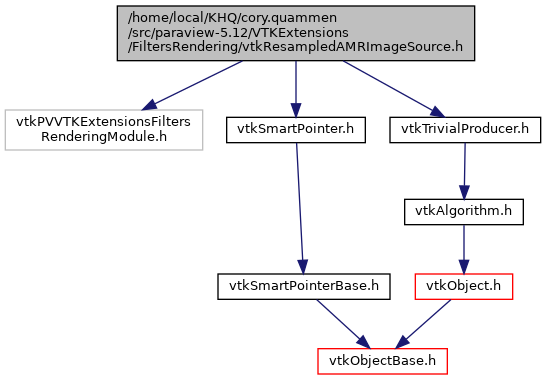 /home/local/KHQ/cory.quammen
/src/paraview-5.12/VTKExtensions
/FiltersRendering/vtkResampledAMRImageSource.h
vtkPVVTKExtensionsFilters
RenderingModule.h
vtkSmartPointer.h
vtkTrivialProducer.h
vtkAlgorithm.h
vtkSmartPointerBase.h
vtkObject.h
vtkObjectBase.h